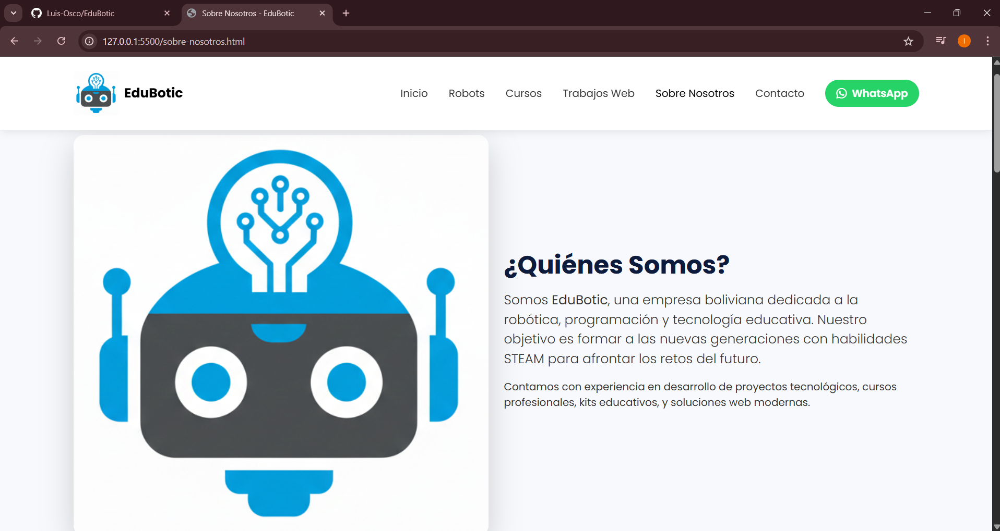 Luis-Osco/EduBotic
Sobre Nosotros - EduBotic
127.0.0.1:5500/sobre-nosotros.html
I
EduBotic
Inicio
Robots
Cursos
Trabajos Web
Sobre Nosotros
Contacto
WhatsApp
¿Quiénes Somos?
Somos EduBotic, una empresa boliviana dedicada a la
robótica, programación y tecnología educativa. Nuestro
objetivo es formar a las nuevas generaciones con habilidades
STEAM para afrontar los retos del futuro.
Contamos con experiencia en desarrollo de proyectos tecnológicos, cursos
profesionales, kits educativos, y soluciones web modernas.